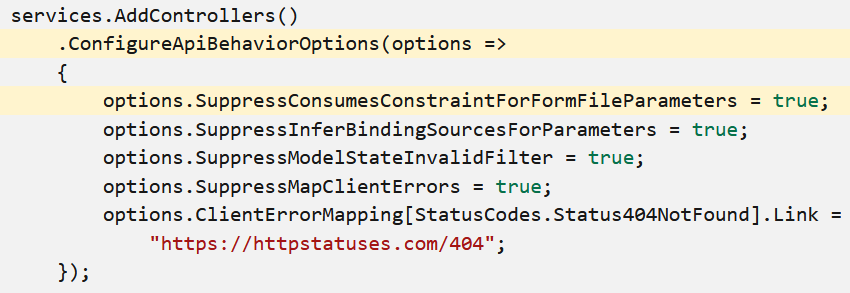 services.AddControllers()
    .ConfigureApiBehaviorOptions(options =>
    {
        options.SuppressConsumesConstraintForFormFileParameters = true;
        options.SuppressInferBindingSourcesForParameters = true;
        options.SuppressModelStateInvalidFilter = true;
        options.SuppressMapClientErrors = true;
        options.ClientErrorMapping[StatusCodes.Status404NotFound].Link =
            "https://httpstatuses.com/404";
    });